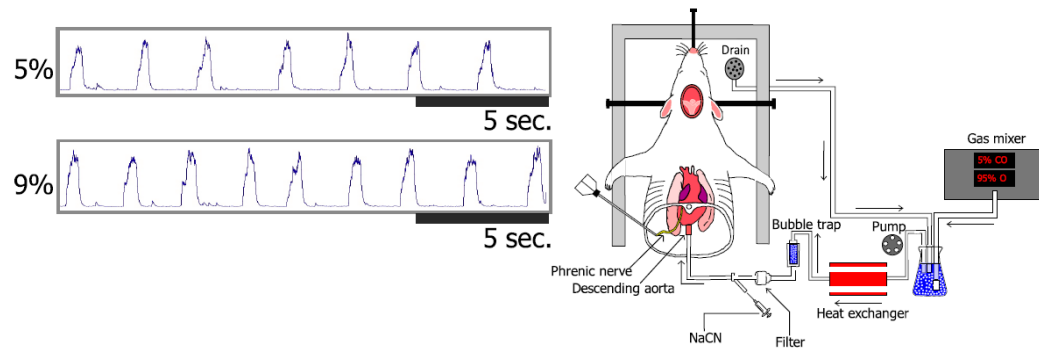 5%
5 sec.
9%
5 sec.
Drain
Gas mixer
5% CO
95% O
Bubble trap
Pump
Phrenic nerve
Descending aorta
Heat exchanger
NaCN
Filter